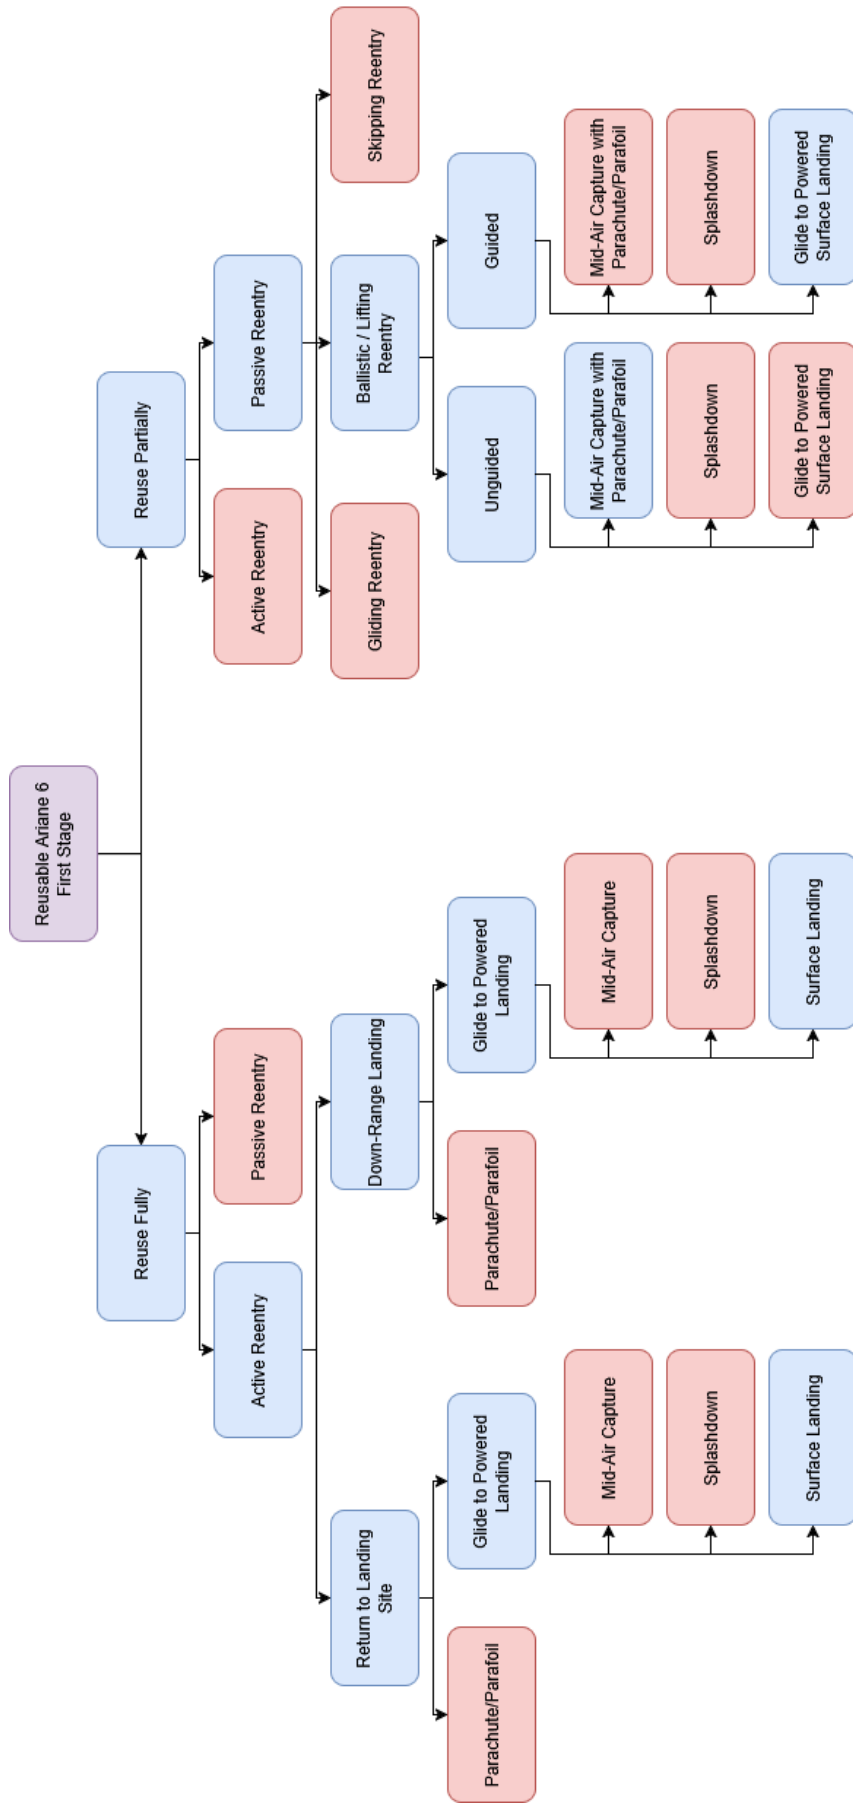 Reusable Ariane 6
First Stage
Reuse Fully
Reuse Partially
Active Reentry
Passive Reentry
Active Reentry
Passive Reentry
Return to Landing
Site
Down-Range Landing
Gliding Reentry
Ballistic / Lifting
Reentry
Skipping Reentry
Parachute/Parafoil
Glide to Powered
Landing
Parachute/Parafoil
Glide to Powered
Landing
Unguided
Guided
Mid-Air Capture
Mid-Air Capture
Mid-Air Capture with
Parachute/Parafoil
Mid-Air Capture with
Parachute/Parafoil
Splashdown
Splashdown
Splashdown
Splashdown
Surface Landing
Surface Landing
Glide to Powered
Surface Landing
Glide to Powered
Surface Landing